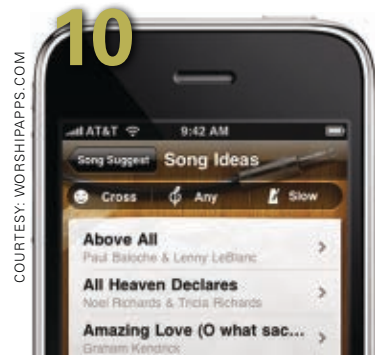 10
COURTESY: WORSHIPAPPS.COM
AT&T 9:42 AM
Song Suggest Song Ideas
Cross Any Slow
Above All
Paul Baloche & Lenny LeBlanc
All Heaven Declares
Noel Richards & Tricia Richards
Amazing Love (O what sac...
Graham Kendrick